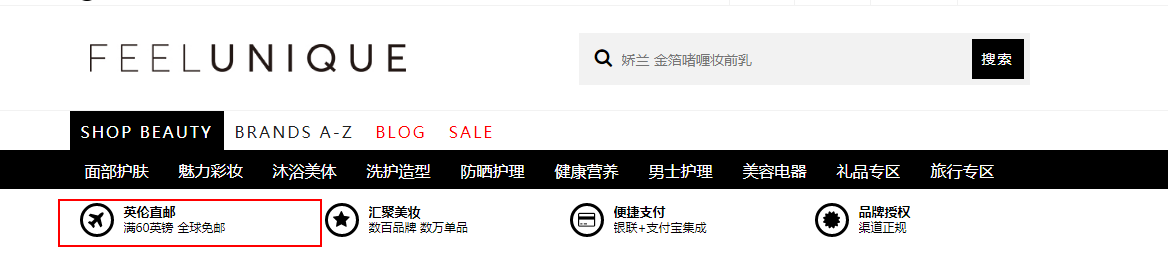 FEELUNIQUE
娇兰 金箔啫喱妆前乳
搜索
SHOP BEAUTY BRANDS A-Z BLOG SALE
面部护肤 魅力彩妆 沐浴美体 洗护造型 防晒护理 健康营养 男士护理 美容电器 礼品专区 旅行专区
英伦直邮
满60英镑 全球免邮
汇聚美妆
数百品牌 数万单品
便捷支付
银联+支付宝集成
品牌授权
渠道正规